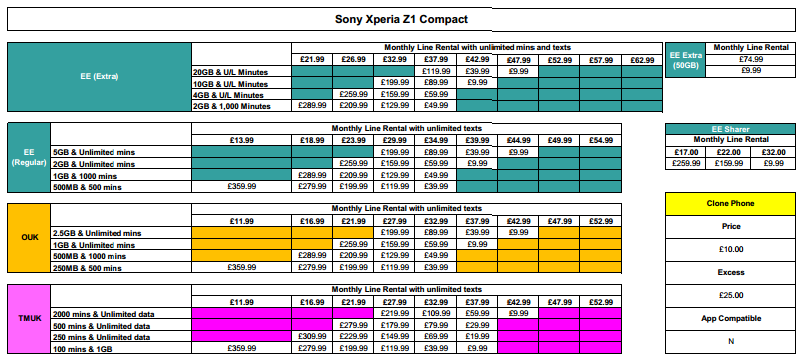 Sony Xperia Z1 Compact
Monthly Line Rental with unlimited mins and texts
EE (Extra)
£21.99 £26.99 £32.99 £37.99 £42.99 £47.99 £52.99 £57.99 £62.99
20GB & U/L Minutes £119.99 £39.99 £9.99
10GB & U/L Minutes £199.99 £89.99 £9.99
4GB & U/L Minutes £259.99 £159.99 £59.99
2GB & 1,000 Minutes £289.99 £209.99 £129.99 £49.99
EE Extra (50GB)
Monthly Line Rental
£74.99
£9.99
EE (Regular)
Monthly Line Rental with unlimited texts
£13.99 £18.99 £23.99 £29.99 £34.99 £39.99 £44.99 £49.99 £54.99
5GB & Unlimited mins £199.99 £89.99 £39.99 £9.99
2GB & Unlimited mins £259.99 £159.99 £59.99 £9.99
1GB & 1000 mins £289.99 £209.99 £129.99 £49.99
500MB & 500 mins £359.99 £279.99 £199.99 £119.99 £39.99
EE Sharer
Monthly Line Rental
£17.00 £22.00 £32.00
£259.99 £159.99 £9.99
OUK
Monthly Line Rental with unlimited texts
£11.99 £16.99 £21.99 £27.99 £32.99 £37.99 £42.99 £47.99 £52.99
2.5GB & Unlimited mins £199.99 £89.99 £39.99 £9.99
1GB & Unlimited mins £259.99 £159.99 £59.99 £9.99
500MB & 1000 mins £289.99 £209.99 £129.99 £49.99
250MB & 500 mins £359.99 £279.99 £199.99 £119.99 £39.99
TMUK
Monthly Line Rental with unlimited texts
£11.99 £16.99 £21.99 £27.99 £32.99 £37.99 £42.99 £47.99 £52.99
2000 mins & Unlimited data £219.99 £109.99 £59.99 £9.99
500 mins & Unlimited data £279.99 £179.99 £79.99 £29.99
250 mins & Unlimited data £309.99 £229.99 £149.99 £69.99 £19.99
100 mins & 1GB £359.99 £279.99 £199.99 £119.99 £39.99 £9.99
Clone Phone
Price
£10.00
Excess
£25.00
App Compatible
N